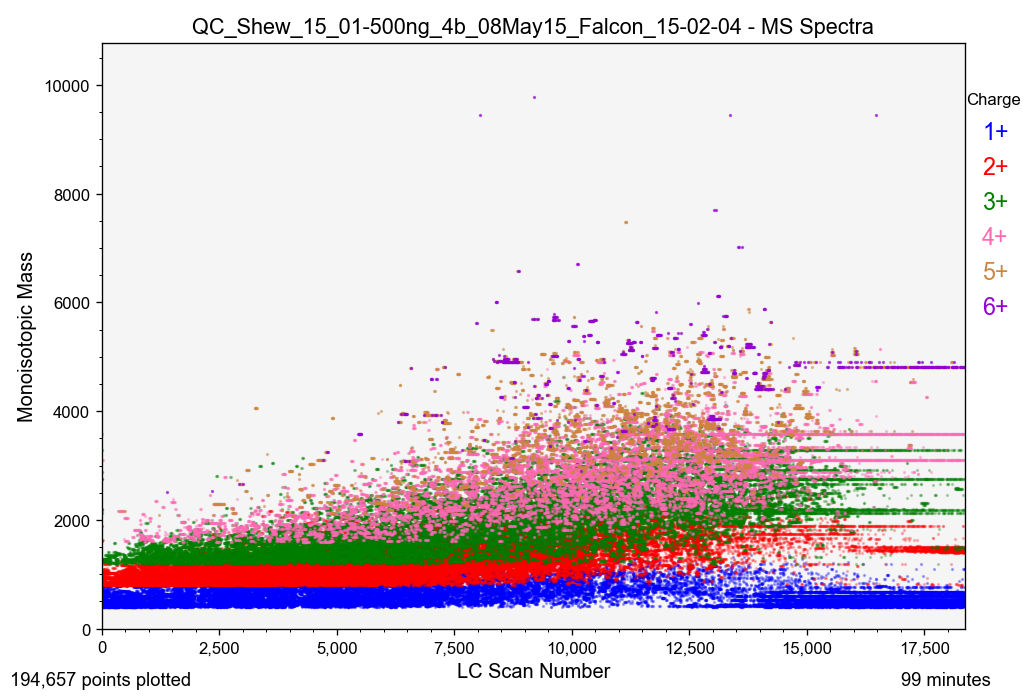 QC_Shew_15_01-500ng_4b_08May15_Falcon_15-02-04 - MS Spectra
Monoisotopic Mass
10000
8000
6000
4000
2000
0
Charge
1+
2+
3+
4+
5+
6+
0 2,500 5,000 7,500 10,000 12,500 15,000 17,500
LC Scan Number
194,657 points plotted
99 minutes